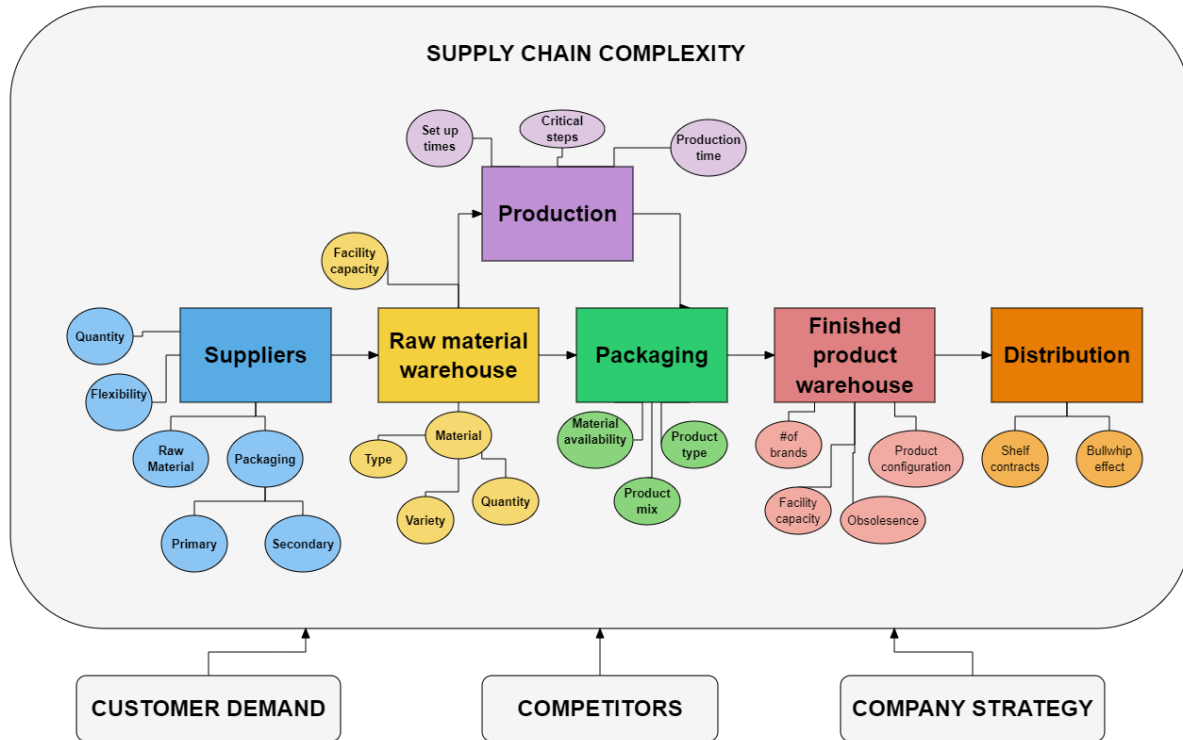 SUPPLY CHAIN COMPLEXITY
Set up
times
Critical
steps
Production
time
Production
Facility
capacity
Quantity
Flexibility
Suppliers
Raw
Material
Packaging
Primary
Secondary
Raw material
warehouse
Material
Type
Variety
Quantity
Packaging
Material
availability
Product
type
Product
mix
Finished
product
warehouse
#of
brands
Product
configuration
Facility
capacity
Obsolesence
Distribution
Shelf
contracts
Bullwhip
effect
CUSTOMER DEMAND
COMPETITORS
COMPANY STRATEGY